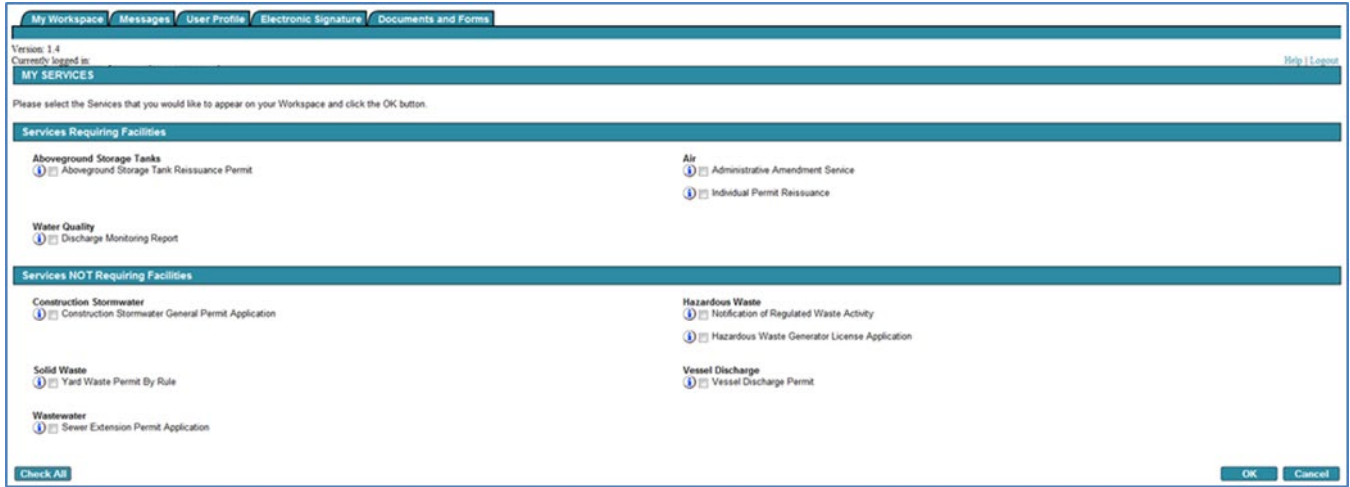 My Workspace Messages User Profile Electronic Signature Documents and Forms
Version: 1.4
Currently logged in:
Help | Logout
MY SERVICES
Please select the Services that you would like to appear on your Workspace and click the OK button.
Services Requiring Facilities
Aboveground Storage Tanks
Aboveground Storage Tank Reissuance Permit
Air
Administrative Amendment Service
Individual Permit Reissuance
Water Quality
Discharge Monitoring Report
Services NOT Requiring Facilities
Construction Stormwater
Construction Stormwater General Permit Application
Hazardous Waste
Notification of Regulated Waste Activity
Hazardous Waste Generator License Application
Solid Waste
Yard Waste Permit By Rule
Vessel Discharge
Vessel Discharge Permit
Wastewater
Sewer Extension Permit Application
Check All OK Cancel